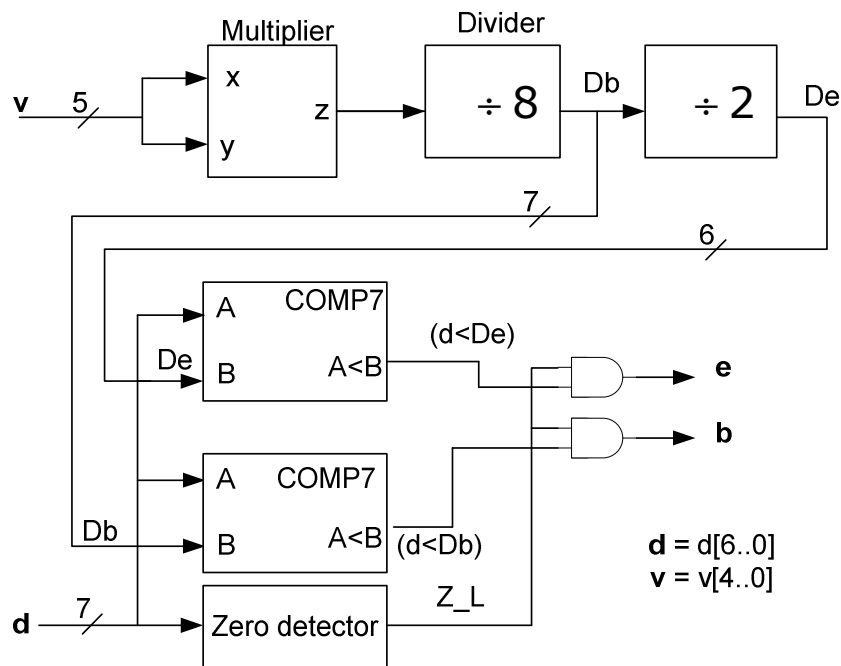 Multiplier
Divider
v
5
x
y
z
÷ 8
Db
÷ 2
De
7
6
A
COMP7
De
B
A<B
(d<De)
e
b
A
COMP7
Db
B
A<B
(d<Db)
d = d[6..0]
v = v[4..0]
d
7
Zero detector
Z_L